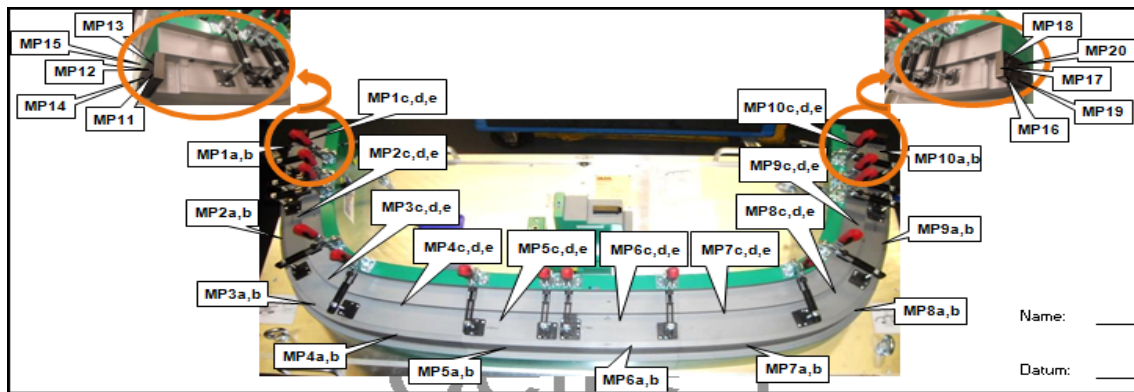 MP13
MP15
MP12
MP14
MP11
MP18
MP20
MP17
MP19
MP16
MP1c,d,e
MP10c,d,e
MP1a,b
MP2c,d,e
MP9c,d,e
MP10a,b
MP2a,b
MP3c,d,e
MP8c,d,e
MP9a,b
MP4c,d,e
MP5c,d,e
MP6c,d,e
MP7c,d,e
MP3a,b
MP8a,b
Name:
MP4a,b
MP5a,b
MP6a,b
MP7a,b
Datum: